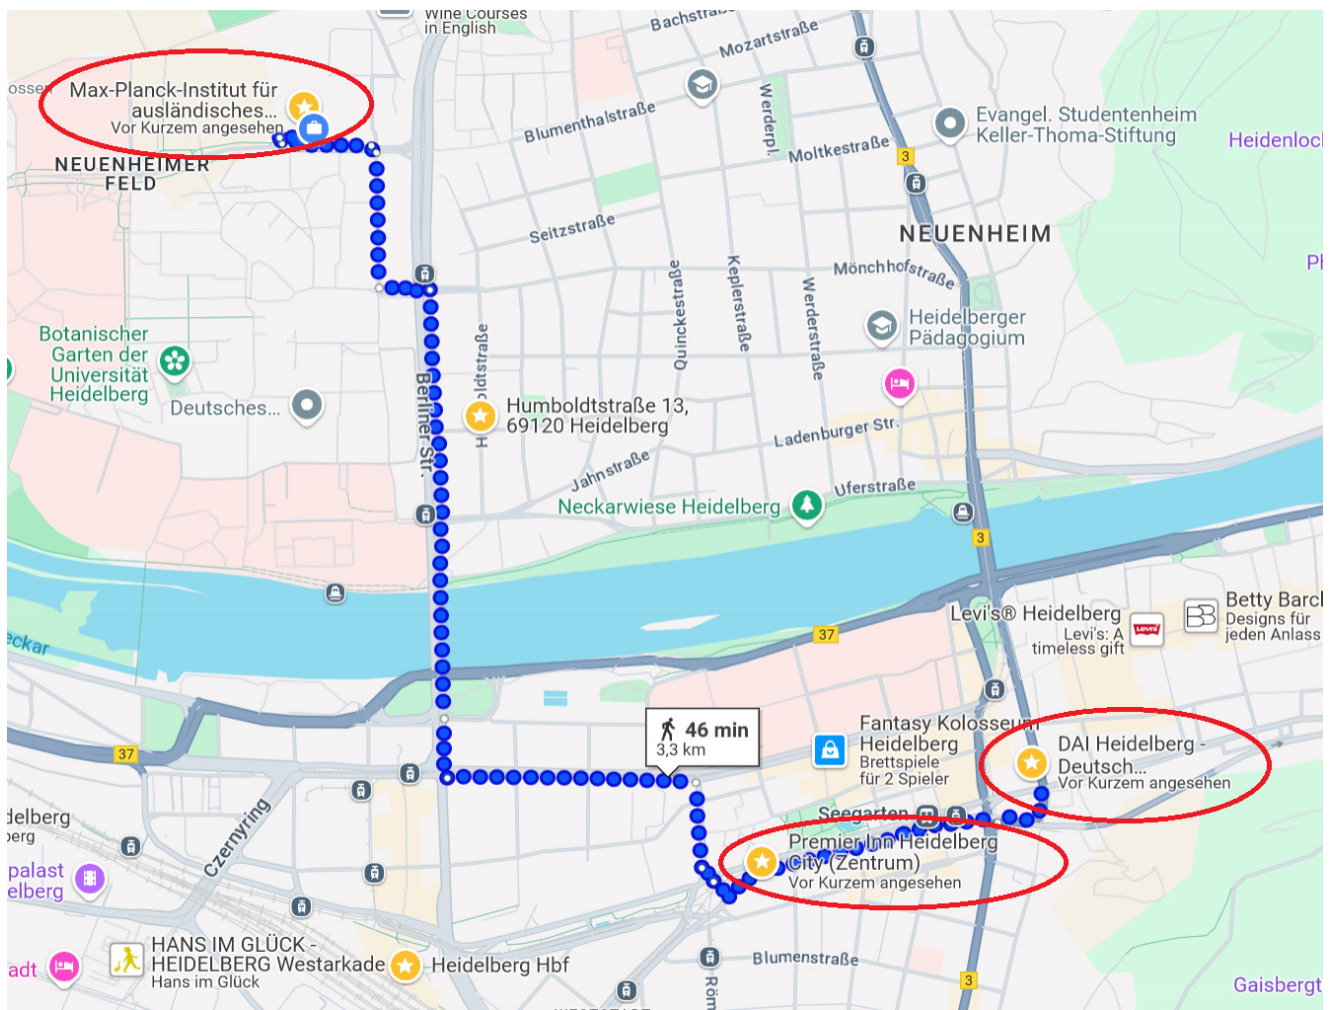 Wine Courses
in English
Bachstraße
Mozartstraße
Max-Planck-Institut für
ausländisches...
Vor Kurzem angesehen
NEUENHEIMER
FELD
Blumenthalstraße
Werderpl.
Moltkestraße
3
Evangel. Studentenheim
Keller-Thoma-Stiftung
Seitzstraße
NEUENHEIM
Mönchhofstraße
Quinckestraße
Keplerstraße
Werderstraße
Heidelberger
Pädagogium
Botanischer
Garten der
Universität
Heidelberg
Deutsches...
Berliner Str.
Humboldtstraße 13,
69120 Heidelberg
Ladenburger Str.
Jahnstraße
Uferstraße
Neckarwiese Heidelberg
3
37
Levi's® Heidelberg
Levi's: A
timeless gift
LEVI'S
Designs für
jeden Anlass
46 min
3,3 km
37
Fantasy Kolosseum
Heidelberg
Brettspiele
für 2 Spieler
DAI Heidelberg -
Deutsch...
Vor Kurzem angesehen
Czernyring
Seegarten
Premier Inn Heidelberg
City (Zentrum)
Vor Kurzem angesehen
HANS IM GLÜCK -
HEIDELBERG Westarkade
Hans im Glück
Heidelberg Hbf
Blumenstraße
3